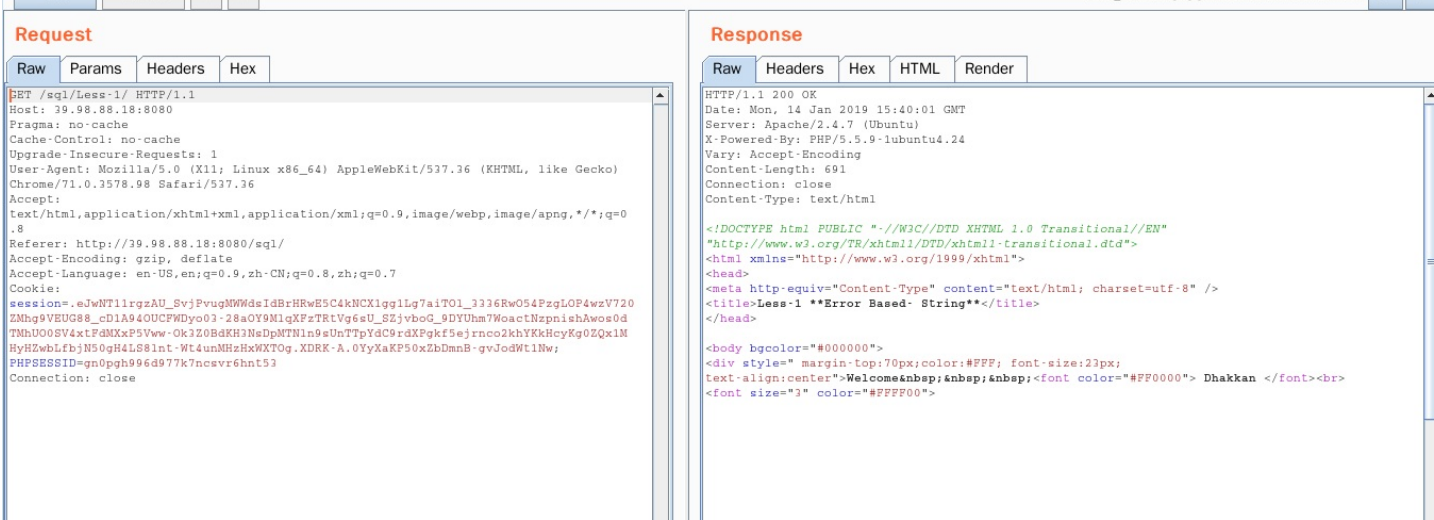 Request
Raw
Params
Headers
Hex
GET /sql/Less-1/ HTTP/1.1
Host: 39.98.88.18:8080
Pragma: no-cache
Cache-Control: no-cache
Upgrade-Insecure-Requests: 1
User-Agent: Mozilla/5.0 (X11; Linux x86_64) AppleWebKit/537.36 (KHTML, like Gecko)
Chrome/71.0.3578.98 Safari/537.36
Accept:
text/html,application/xhtml+xml,application/xml;q=0.9,image/webp,image/apng,*/*;q=0
.8
Referer: http://39.98.88.18:8080/sql/
Accept-Encoding: gzip, deflate
Accept-Language: en-US,en;q=0.9,zh-CN;q=0.8,zh;q=0.7
Cookie:
session=.eJwNT11rgzAU_SvjPvugMWWdsIdBrHRwE5C4kNCX1gg1Lg7aiTO1_3336RwO54PzgLOP4wzV720
ZMhg9VEUG88_cD1A94OUCFWDyo03-28aOY9MlqXFzTRtVg6sU_SZjvboG_9DYUhm7WoactNzpnishAwos0d
TMhUO0SV4xtFdMXxP5Vww-Ok3Z0BdKH3NsDpMTNln9sUnTTpYdC9rdXPgkf5ejrnco2khYKkHcyKg0ZQx1M
HyHZwbLfbjN50gH4LS8lnt-Wt4unMHzHxWXTOg.XDRK-A.0YyXaKP50xZbDmnB-gvJodWt1Nw;
PHPSESSID=gn0pgh996d977k7ncsvr6hnt53
Connection: close
Response
Raw
Headers
Hex
HTML
Render
HTTP/1.1 200 OK
Date: Mon, 14 Jan 2019 15:40:01 GMT
Server: Apache/2.4.7 (Ubuntu)
X-Powered-By: PHP/5.5.9-1ubuntu4.24
Vary: Accept-Encoding
Content-Length: 691
Connection: close
Content-Type: text/html
<!DOCTYPE html PUBLIC "-//W3C//DTD XHTML 1.0 Transitional//EN"
"http://www.w3.org/TR/xhtml1/DTD/xhtml1-transitional.dtd">
<html xmlns="http://www.w3.org/1999/xhtml">
<head>
<meta http-equiv="Content-Type" content="text/html; charset=utf-8" />
<title>Less-1 **Error Based- String**</title>
</head>
<body bgcolor="#000000">
<div style=" margin-top:70px;color:#FFF; font-size:23px;
text-align:center">Welcome&nbsp;&nbsp;&nbsp;<font color="#FF0000"> Dhakkan </font><br>
<font size="3" color="#FFFF00">